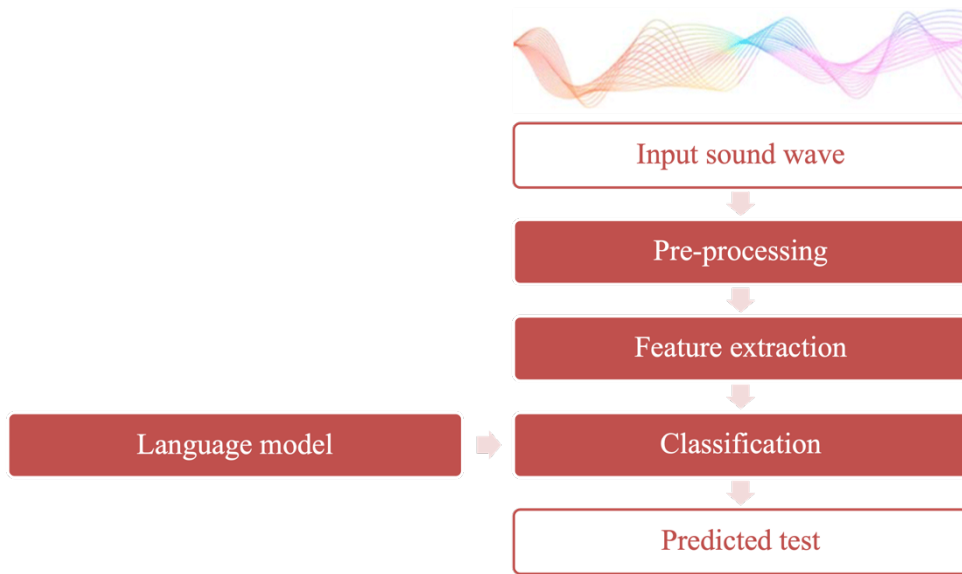 Input sound wave
Pre-processing
Feature extraction
Language model
Classification
Predicted test